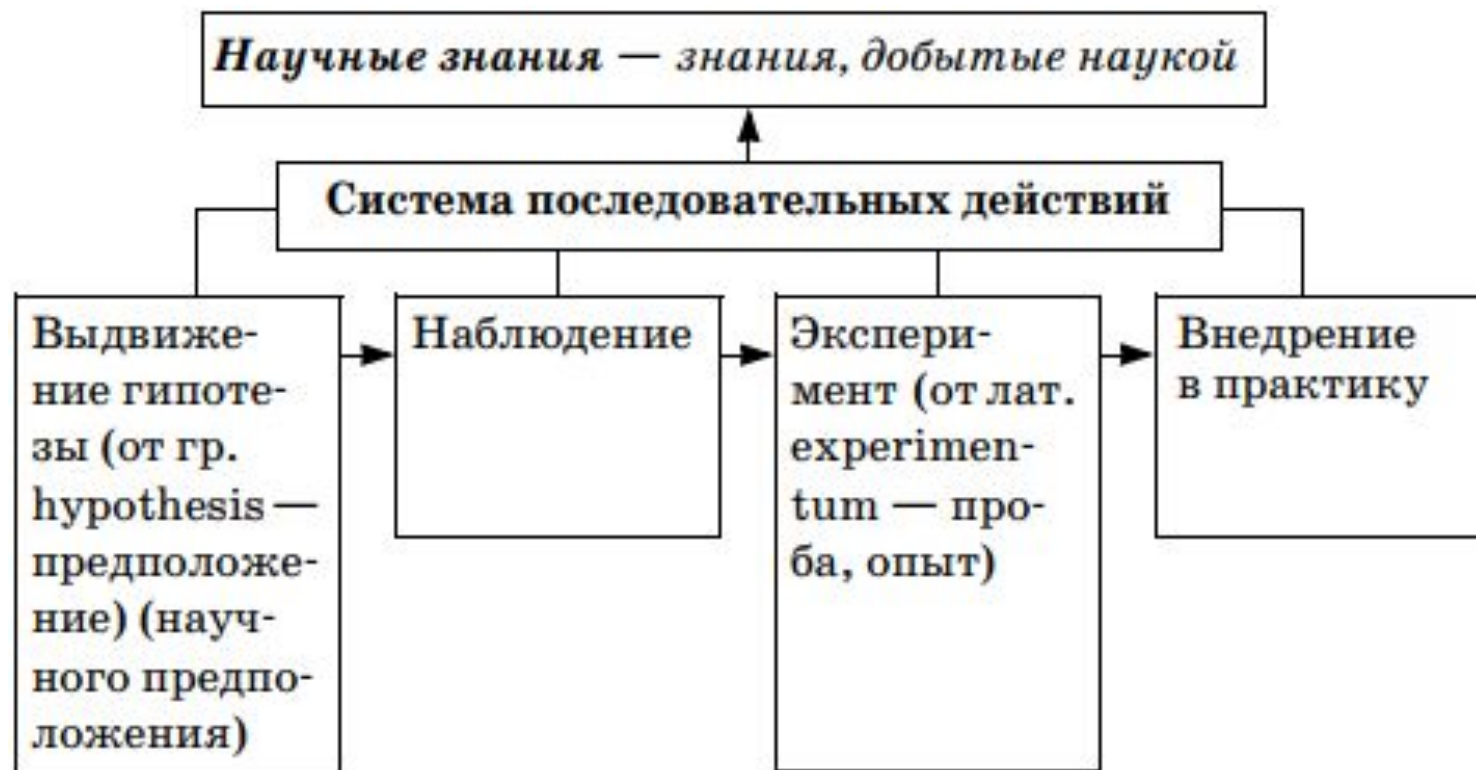 Научные знания — знания, добытые наукой
Система последовательных действий
Выдвиже-
ние гипоте-
зы (от гр.
hypothesis —
предположе-
ние) (науч-
ного предпо-
ложения)
Наблюдение
Экспери-
мент (от лат.
experimen-
tum — про-
ба, опыт)
Внедрение
в практику